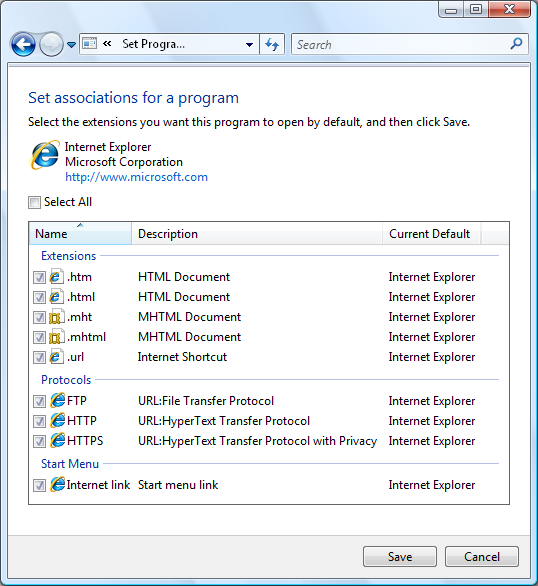 « Set Progra...
Search
Set associations for a program
Select the extensions you want this program to open by default, and then click Save.
Internet Explorer
Microsoft Corporation
http://www.microsoft.com
Select All
Name Description Current Default
Extensions
.htm HTML Document Internet Explorer
.html HTML Document Internet Explorer
.mht MHTML Document Internet Explorer
.mhtml MHTML Document Internet Explorer
.url Internet Shortcut Internet Explorer
Protocols
FTP URL:File Transfer Protocol Internet Explorer
HTTP URL:HyperText Transfer Protocol Internet Explorer
HTTPS URL:HyperText Transfer Protocol with Privacy Internet Explorer
Start Menu
Internet link Start menu link Internet Explorer
Save Cancel